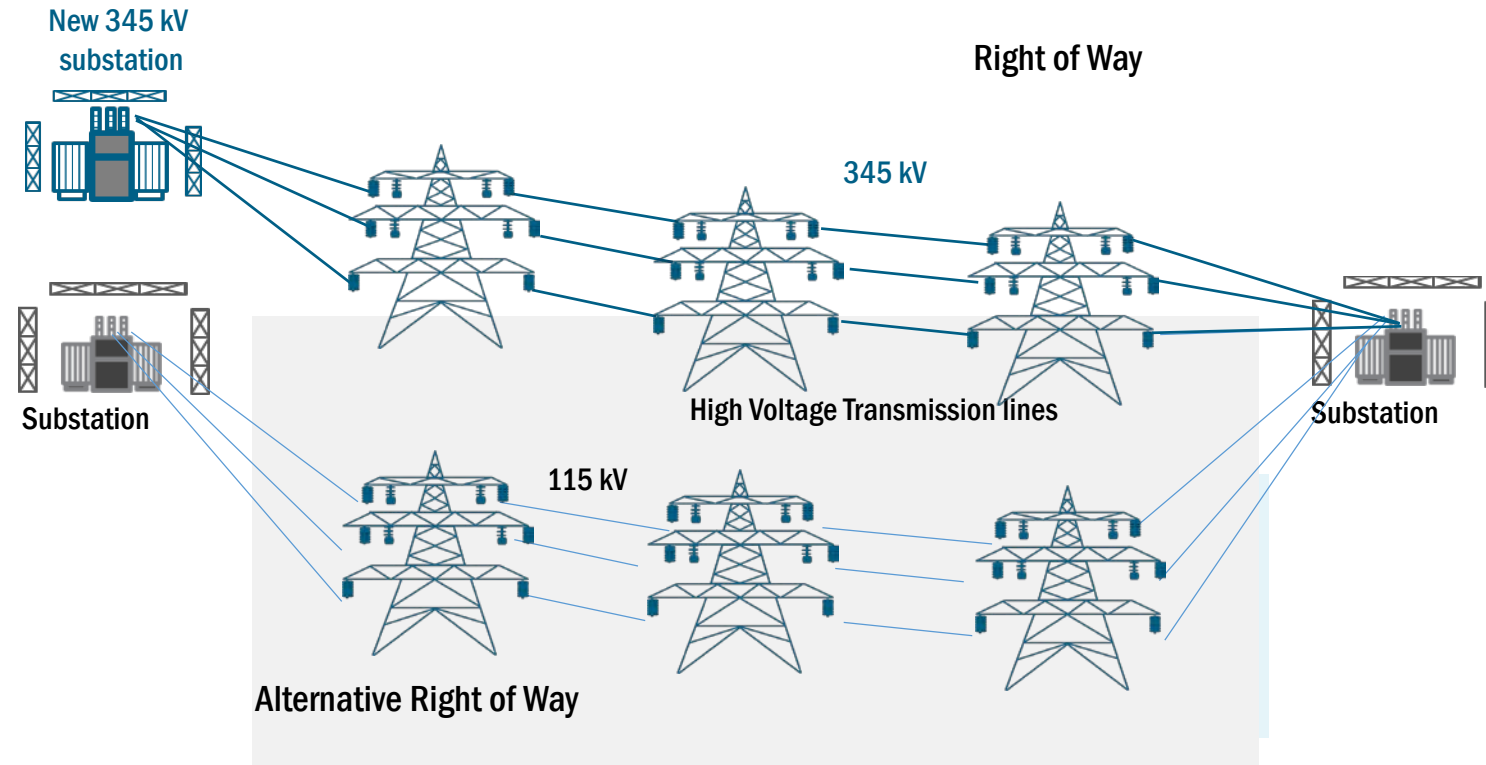 New 345 kV
substation
Right of Way
345 kV
Substation
High Voltage Transmission lines
Substation
115 kV
Alternative Right of Way